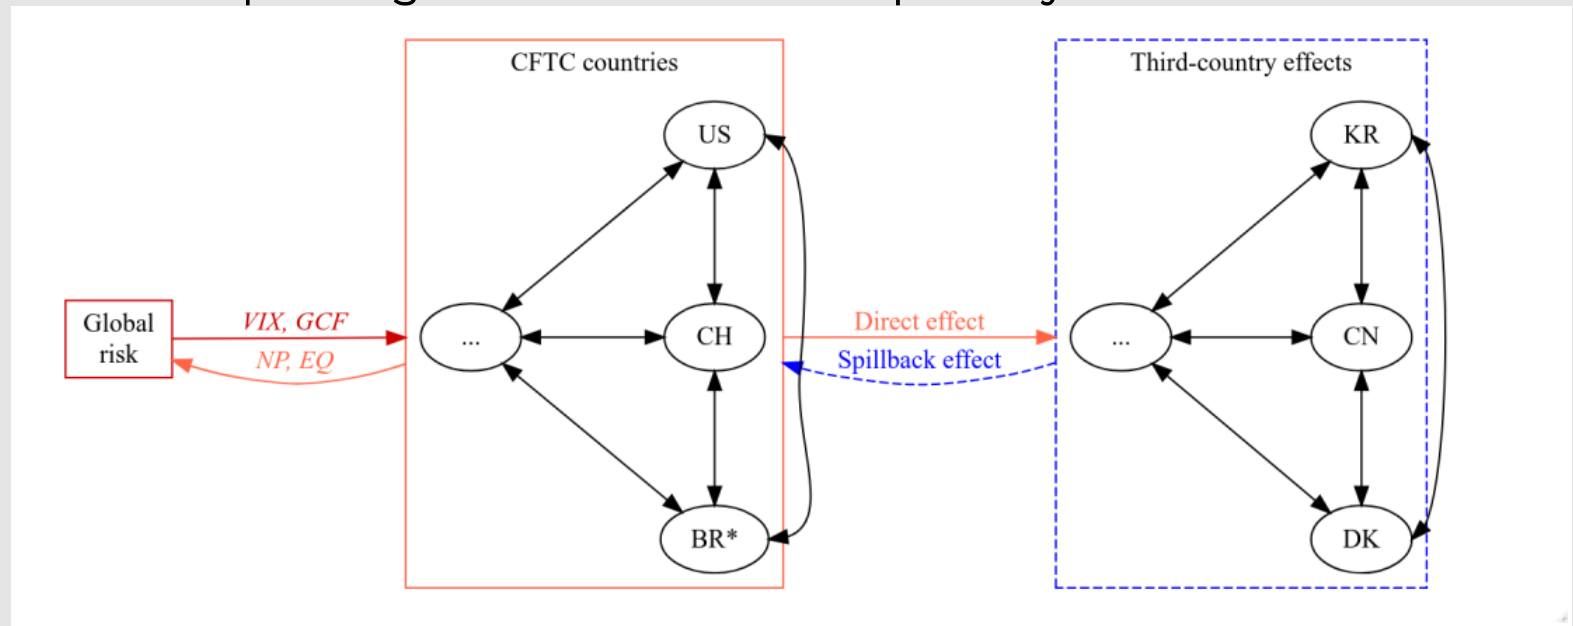 CFTC countries
Third-country effects
US
KR
Global
risk
VIX, GCF
NP, EQ
...
CH
Direct effect
Spillback effect
...
CN
BR*
DK